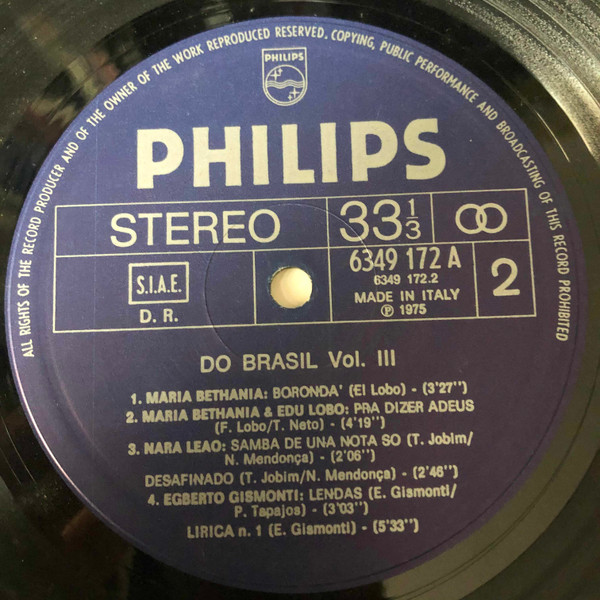 ALL RIGHTS OF THE RECORD PRODUCER AND OF THE OWNER OF THE WORK REPRODUCED RESERVED. COPYING, PUBLIC PERFORMANCE AND BROADCASTING OF THIS RECORD PROHIBITED
PHILIPS
PHILIPS
STEREO
33 1/3
S.I.A.E.
D. R.
6349 172 A
6349 172.2
MADE IN ITALY
℗ 1975
2
DO BRASIL Vol. III
1. MARIA BETHANIA: BORONDA' (El Lobo) - (3'27'')
2. MARIA BETHANIA & EDU LOBO: PRA DIZER ADEUS
(F. Lobo/T. Neto) - (4'19'')
3. NARA LEAO: SAMBA DE UNA NOTA SO (T. Jobim/
N. Mendonça) - (2'06'')
DESAFINADO (T. Jobim/N. Mendonça) - (2'46'')
4. EGBERTO GISMONTI: LENDAS (E. Gismonti/
P. Tapajos) - (3'03'')
LIRICA n. 1 (E. Gismonti) - (5'33'')